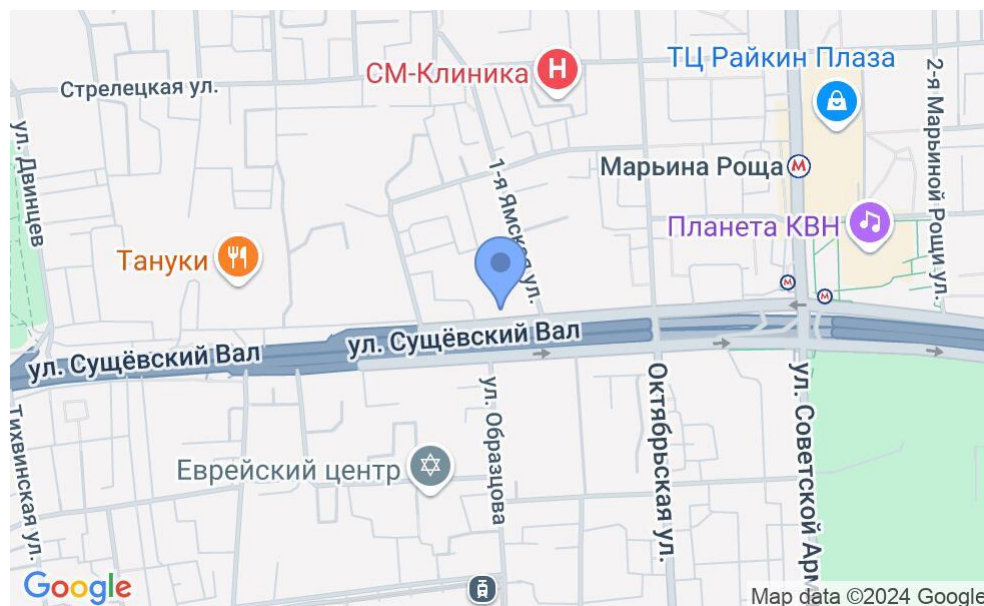 СМ-Клиника
H
ТЦ Райкин Плаза
Стрелецкая ул.
2-я Марьиной Рощи ул.
ул. Двинцев
1-я Ямская ул.
Марьина Роща
М
Планета КВН
Тануки
М
М
ул. Сущёвский Вал
ул. Сущёвский Вал
Тихвинская ул.
ул. Образцова
Октябрьская ул.
ул. Советской Арм
Еврейский центр
Google
Map data ©2024 Google